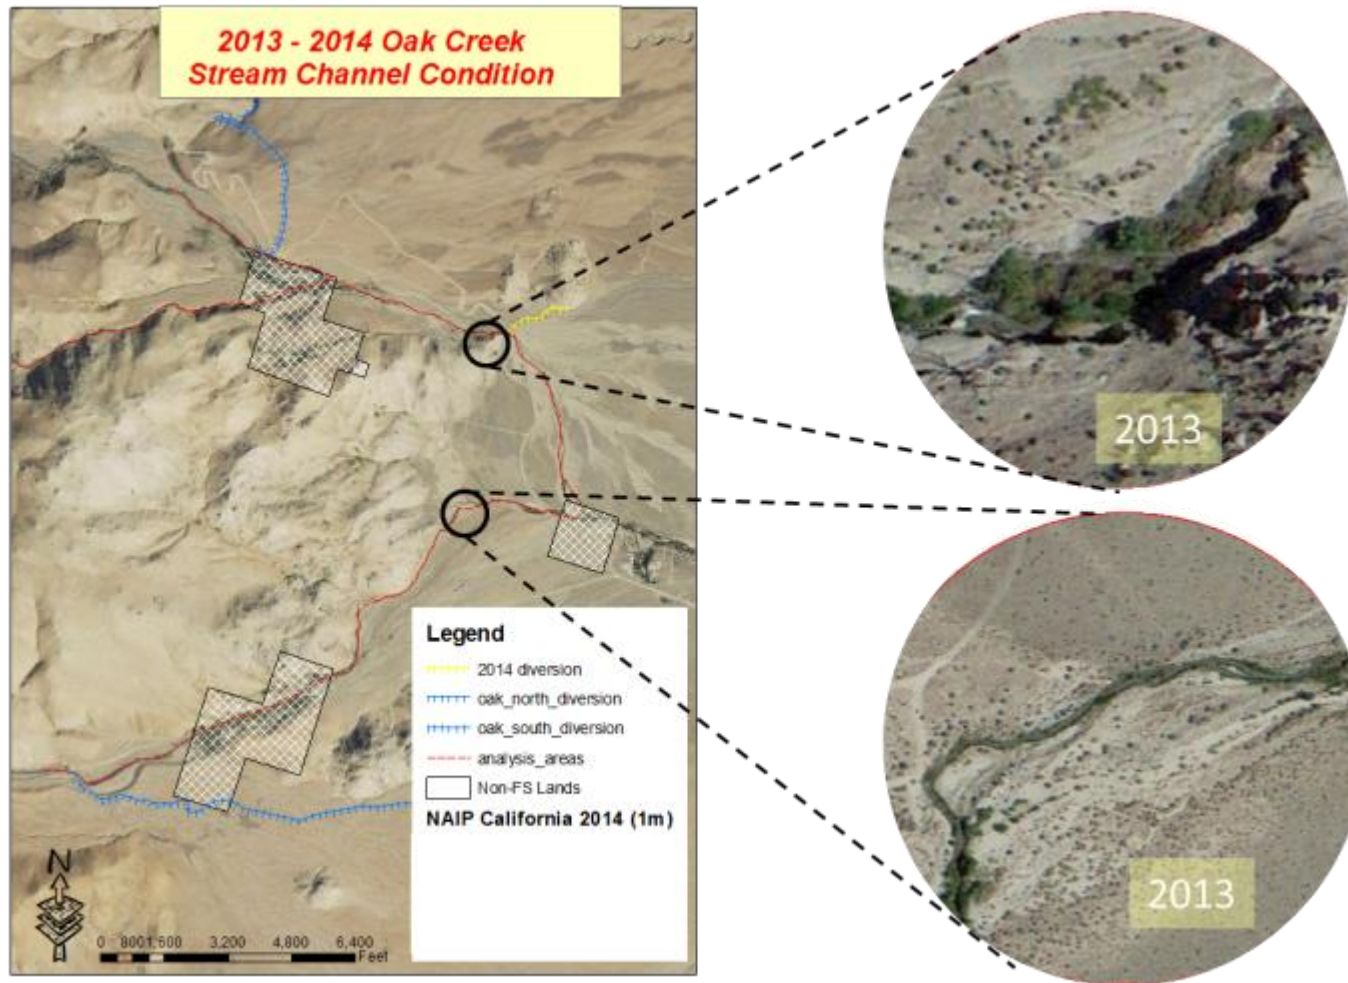 2013 - 2014 Oak Creek
Stream Channel Condition
2013
2013
Legend
2014 diversion
oak_north_diversion
oak_south_diversion
analysis_areas
Non-FS Lands
NAIP California 2014 (1m)
N
0 800 1,600 3,200 4,800 6,400
Feet